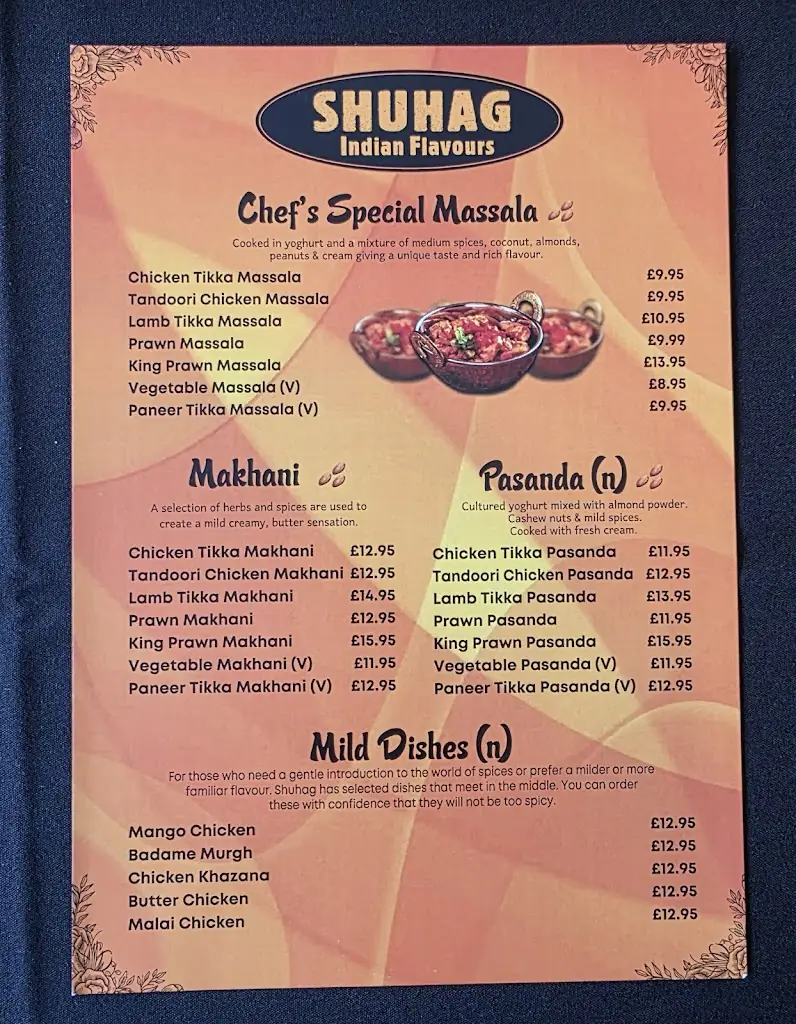 SHUHAG
Indian Flavours
Chef's Special Massala
Cooked in yoghurt and a mixture of medium spices, coconut, almonds,
peanuts & cream giving a unique taste and rich flavour.
Chicken Tikka Massala £9.95
Tandoori Chicken Massala £9.95
Lamb Tikka Massala £10.95
Prawn Massala £9.99
King Prawn Massala £13.95
Vegetable Massala (V) £8.95
Paneer Tikka Massala (V) £9.95
Makhani
A selection of herbs and spices are used to
create a mild creamy, butter sensation.
Chicken Tikka Makhani £12.95
Tandoori Chicken Makhani £12.95
Lamb Tikka Makhani £14.95
Prawn Makhani £12.95
King Prawn Makhani £15.95
Vegetable Makhani (V) £11.95
Paneer Tikka Makhani (V) £12.95
Pasanda (n)
Cultured yoghurt mixed with almond powder.
Cashew nuts & mild spices.
Cooked with fresh cream.
Chicken Tikka Pasanda £11.95
Tandoori Chicken Pasanda £12.95
Lamb Tikka Pasanda £13.95
Prawn Pasanda £11.95
King Prawn Pasanda £15.95
Vegetable Pasanda (V) £11.95
Paneer Tikka Pasanda (V) £12.95
Mild Dishes (n)
For those who need a gentle introduction to the world of spices or prefer a milder or more
familiar flavour. Shuhag has selected dishes that meet in the middle. You can order
these with confidence that they will not be too spicy.
Mango Chicken £12.95
Badame Murgh £12.95
Chicken Khazana £12.95
Butter Chicken £12.95
Malai Chicken £12.95